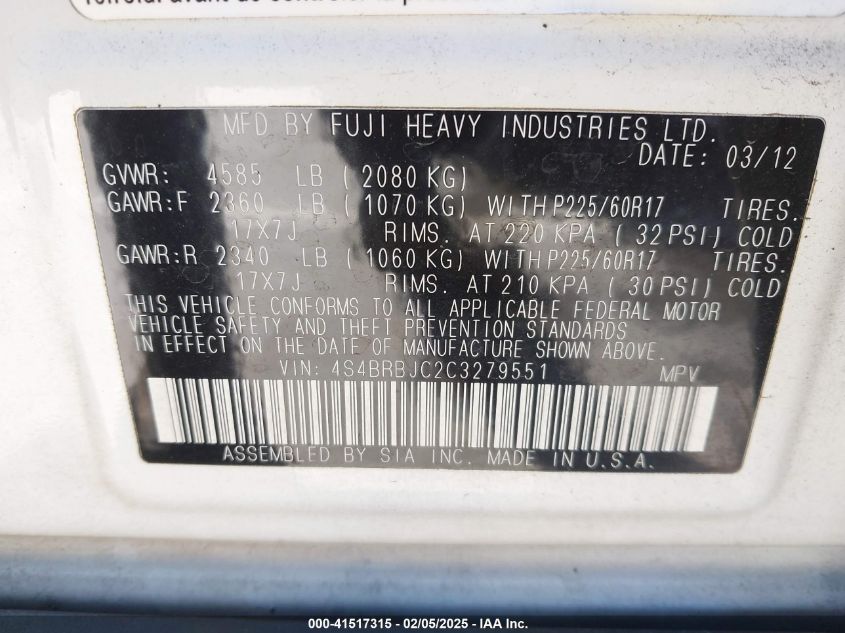 MFD BY FUJI HEAVY INDUSTRIES LTD.
DATE: 03/12
GVWR: 4585 LB ( 2080 KG)
GAWR:F 2360 LB ( 1070 KG) WITH P225/60R17 TIRES.
17X7J RIMS. AT 220 KPA ( 32 PSI) COLD
GAWR:R 2340 LB ( 1060 KG) WITH P225/60R17 TIRES.
17X7J RIMS. AT 210 KPA ( 30 PSI) COLD
THIS VEHICLE CONFORMS TO ALL APPLICABLE FEDERAL MOTOR
VEHICLE SAFETY AND THEFT PREVENTION STANDARDS
IN EFFECT ON THE DATE OF MANUFACTURE SHOWN ABOVE.
VIN: 4S4BRBJC2C3279551 MPV
ASSEMBLED BY SIA INC. MADE IN U.S.A.
000-41517315 - 02/05/2025 - IAA Inc.